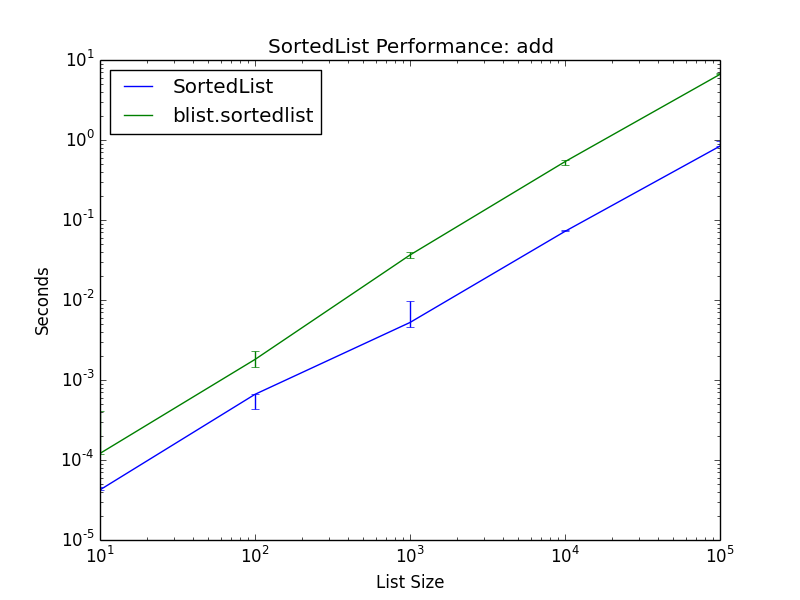 SortedList Performance: add
SortedList
blist.sortedlist
10^1
10^0
10^-1
10^-2
10^-3
10^-4
10^-5
Seconds
10^1 10^2 10^3 10^4 10^5
List Size